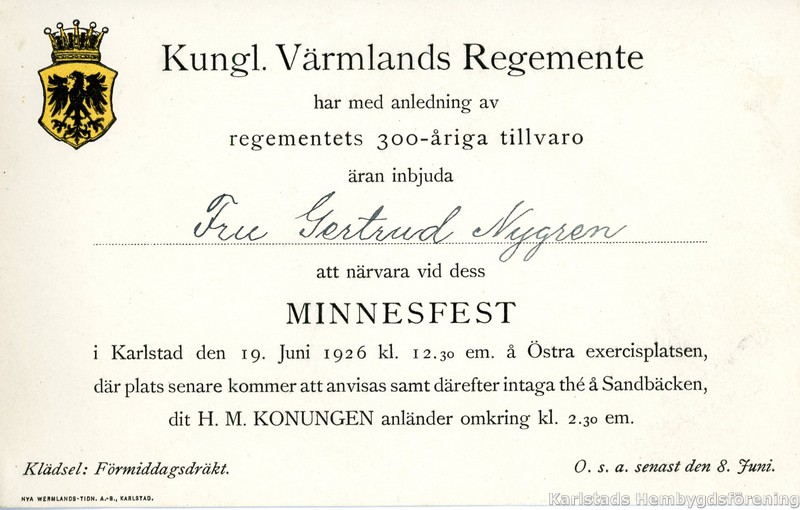 Kungl. Värmlands Regemente
har med anledning av
regementets 300-åriga tillvaro
äran inbjuda
Fru Gertrud Nygren
att närvara vid dess
MINNESFEST
i Karlstad den 19. Juni 1926 kl. 12.30 em. å Östra exercisplatsen,
där plats senare kommer att anvisas samt därefter intaga thé å Sandbäcken,
dit H. M. KONUNGEN anländer omkring kl. 2.30 em.
Klädsel: Förmiddagsdräkt.
O. s. a. senast den 8. Juni.
NYA WERMLANDS-TIDN. A.-B., KARLSTAD.
Karlstads Hembygdsförening